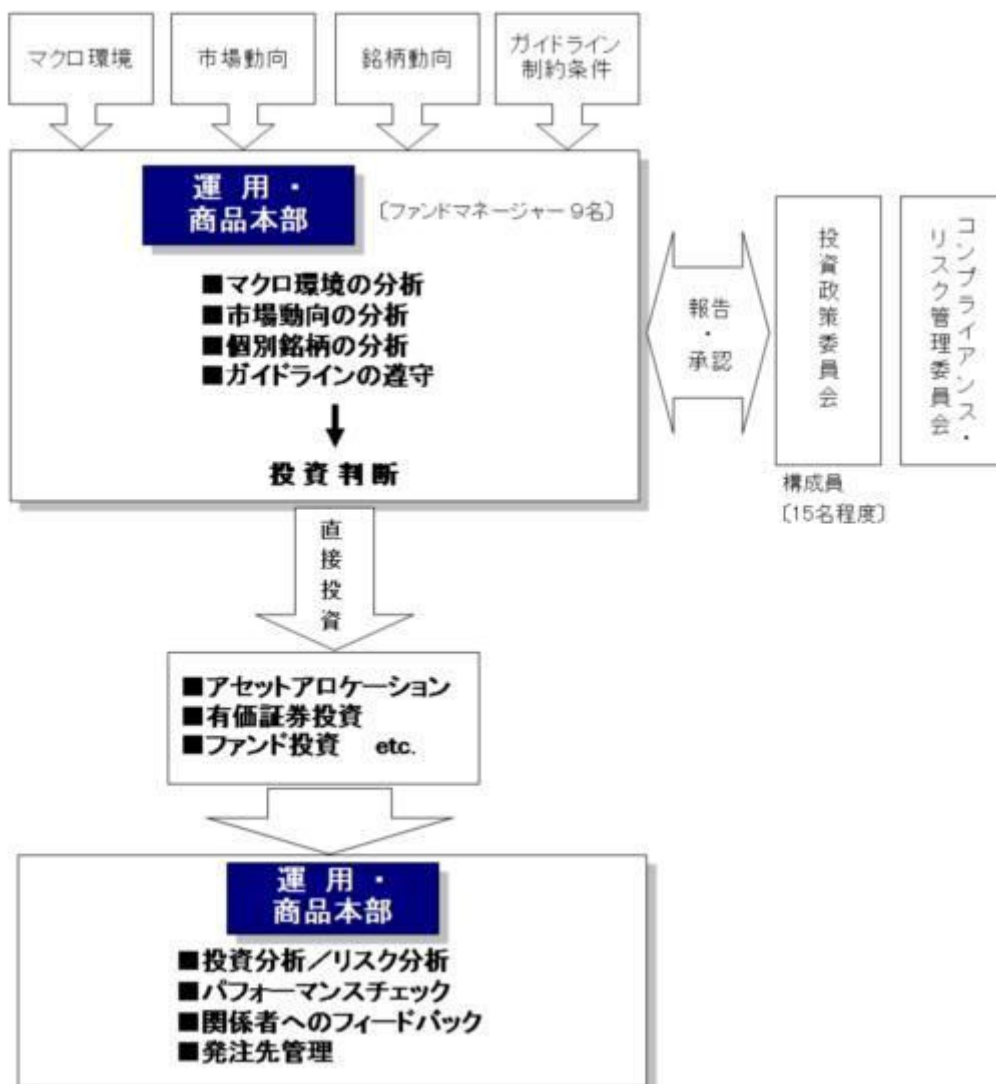 マクロ環境
市場動向
銘柄動向
ガイドライン
制約条件
運 用 ・
商品本部
〔ファンドマネージャー 9名〕
■マクロ環境の分析
■市場動向の分析
■個別銘柄の分析
■ガイドラインの遵守
投 資 判 断
報告
・
承認
投資政策委員会
コンプライアンス・
リスク管理委員会
構成員
〔15名程度〕
直接投資
■アセットアロケーション
■有価証券投資
■ファンド投資 etc.
運 用 ・
商品本部
■投資分析／リスク分析
■パフォーマンスチェック
■関係者へのフィードバック
■発注先管理